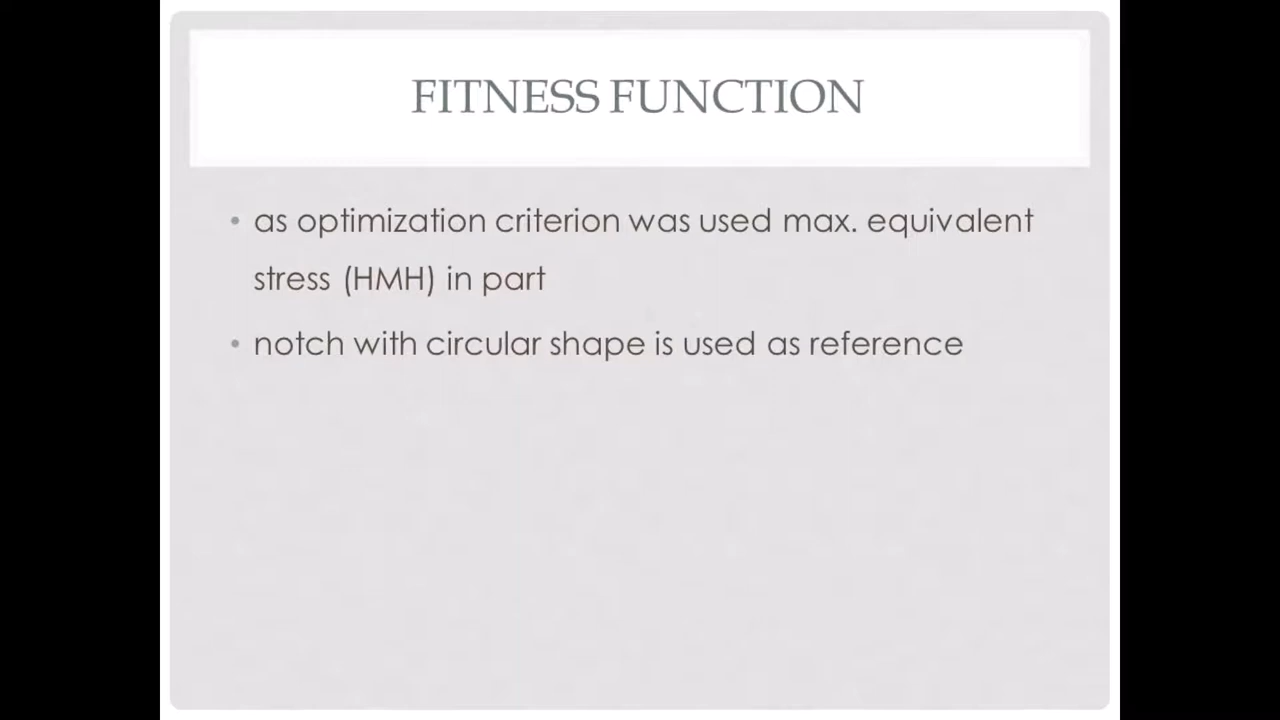 FITNESS FUNCTION
• as optimization criterion was used max. equivalent
stress (HMH) in part
• notch with circular shape is used as reference